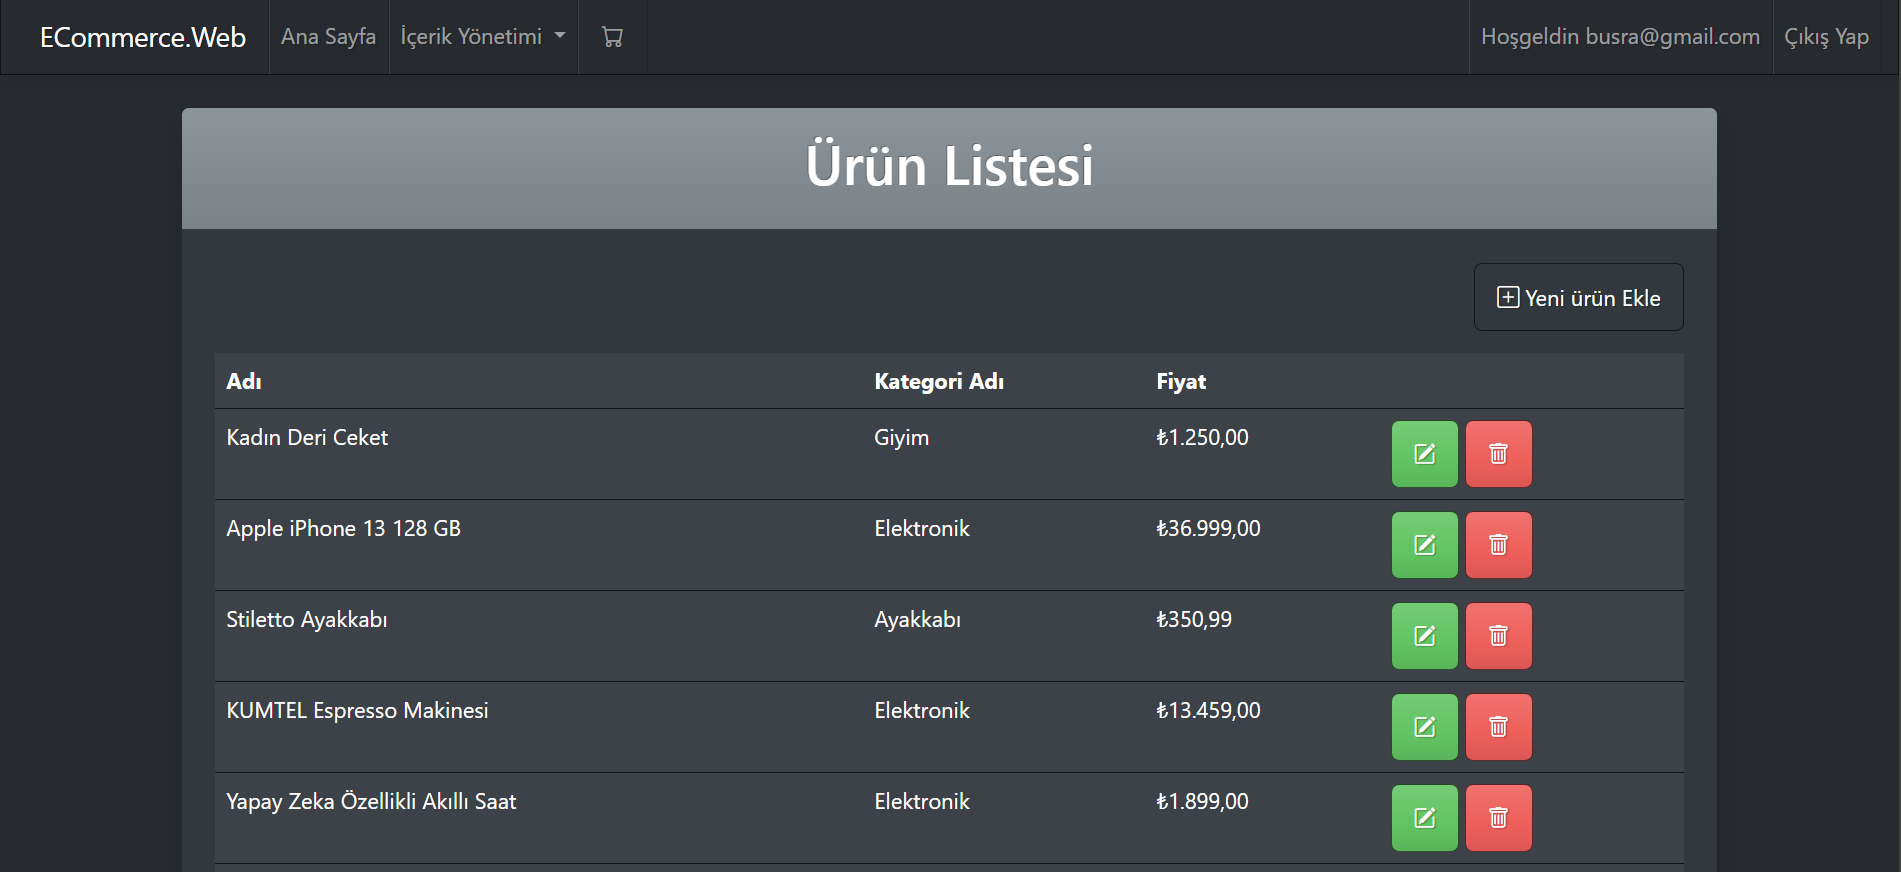 ECommerce.Web Ana Sayfa İçerik Yönetimi Hoşgeldin busra@gmail.com Çıkış Yap
Ürün Listesi
Yeni ürün Ekle
Adı Kategori Adı Fiyat
Kadın Deri Ceket Giyim ₺1.250,00
Apple iPhone 13 128 GB Elektronik ₺36.999,00
Stiletto Ayakkabı Ayakkabı ₺350,99
KUMTEL Espresso Makinesi Elektronik ₺13.459,00
Yapay Zeka Özellikli Akıllı Saat Elektronik ₺1.899,00